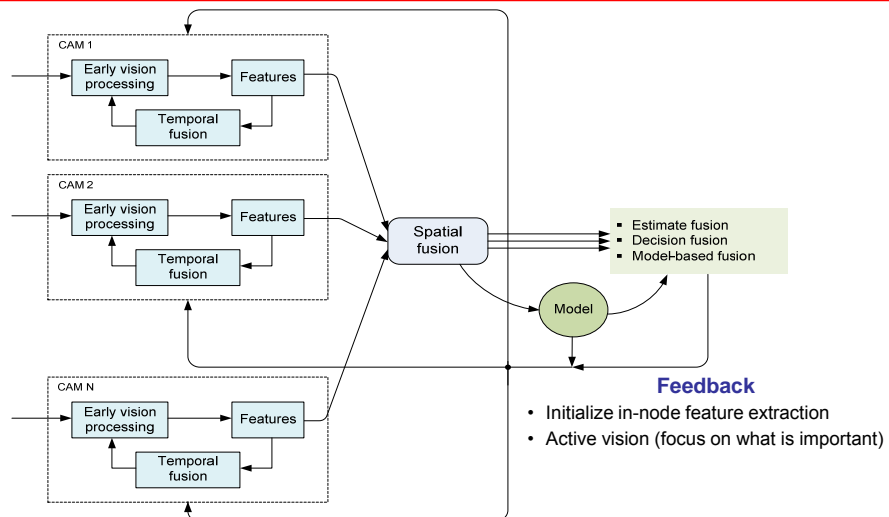 CAM 1
Early vision
processing
Features
Temporal
fusion
CAM 2
Early vision
processing
Features
Temporal
fusion
CAM N
Early vision
processing
Features
Temporal
fusion
Spatial
fusion
▪ Estimate fusion
▪ Decision fusion
▪ Model-based fusion
Model
Feedback
• Initialize in-node feature extraction
• Active vision (focus on what is important)